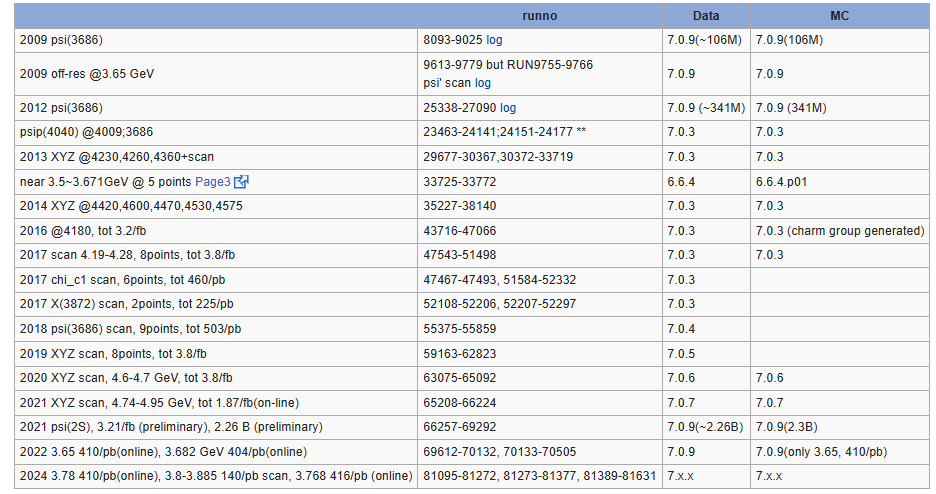 runno Data MC
2009 psi(3686) 8093-9025 log 7.0.9(~106M) 7.0.9(106M)
2009 off-res @3.65 GeV 9613-9779 but RUN9755-9766 7.0.9 7.0.9
psi' scan log
2012 psi(3686) 25338-27090 log 7.0.9 (~341M) 7.0.9 (341M)
psip(4040) @4009;3686 23463-24141;24151-24177 ** 7.0.3 7.0.3
2013 XYZ @4230,4260,4360+scan 29677-30367,30372-33719 7.0.3 7.0.3
near 3.5~3.671GeV @ 5 points Page3 33725-33772 6.6.4 6.6.4.p01
2014 XYZ @4420,4600,4470,4530,4575 35227-38140 7.0.3 7.0.3
2016 @4180, tot 3.2/fb 43716-47066 7.0.3 7.0.3 (charm group generated)
2017 scan 4.19-4.28, 8points, tot 3.8/fb 47543-51498 7.0.3 7.0.3
2017 chi_c1 scan, 6points, tot 460/pb 47467-47493, 51584-52332 7.0.3
2017 X(3872) scan, 2points, tot 225/pb 52108-52206, 52207-52297 7.0.3
2018 psi(3686) scan, 9points, tot 503/pb 55375-55859 7.0.4
2019 XYZ scan, 8points, tot 3.8/fb 59163-62823 7.0.5
2020 XYZ scan, 4.6-4.7 GeV, tot 3.8/fb 63075-65092 7.0.6 7.0.6
2021 XYZ scan, 4.74-4.95 GeV, tot 1.87/fb(on-line) 65208-66224 7.0.7 7.0.7
2021 psi(2S), 3.21/fb (preliminary), 2.26 B (preliminary) 66257-69292 7.0.9(~2.26B) 7.0.9(2.3B)
2022 3.65 410/pb(online), 3.682 GeV 404/pb(online) 69612-70132, 70133-70505 7.0.9 7.0.9(only 3.65, 410/pb)
2024 3.78 410/pb(online), 3.8-3.885 140/pb scan, 3.768 416/pb (online) 81095-81272, 81273-81377, 81389-81631 7.x.x 7.x.x